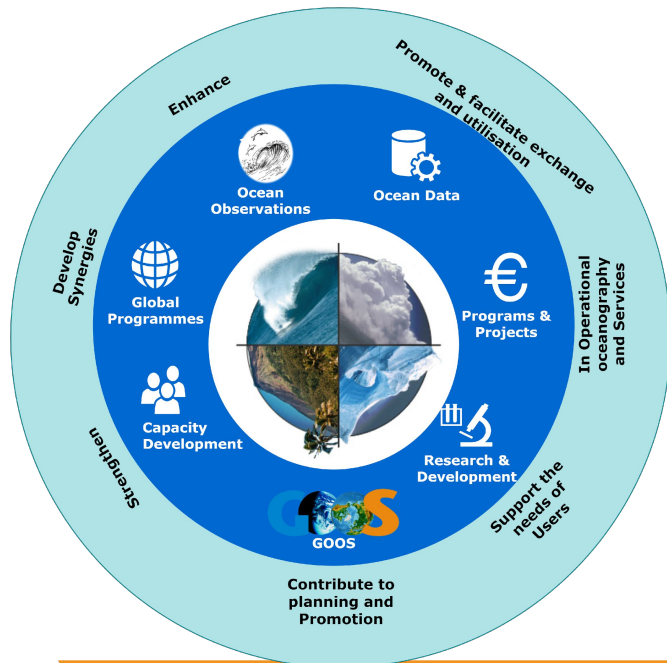 Enhance
Promote & facilitate exchange
and utilisation
In Operational
oceanography
and Services
Support the
needs of
Users
Contribute to
planning and
Promotion
Strengthen
Develop
Synergies
Ocean
Observations
Ocean Data
Programs &
Projects
Research &
Development
GOOS
GOOS
Capacity
Development
Global
Programmes